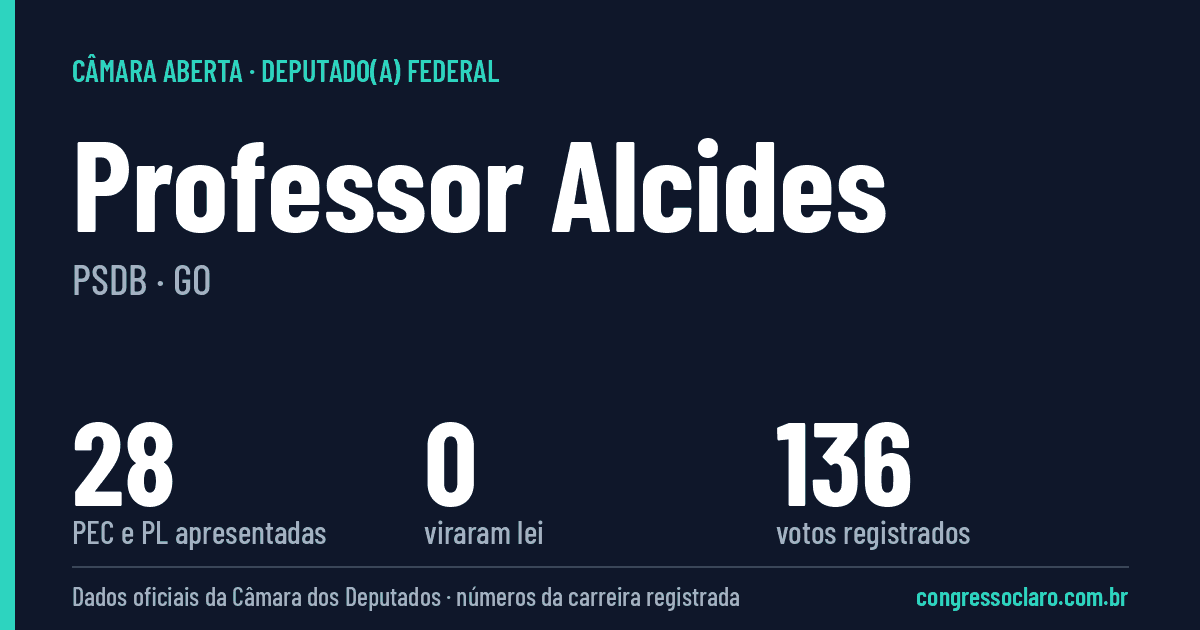 CÂMARA ABERTA · DEPUTADO(A) FEDERAL
Professor Alcides
PSDB · GO
28 0 136
PEC e PL apresentadas viraram lei votos registrados
Dados oficiais da Câmara dos Deputados · números da carreira registrada congressoclaro.com.br